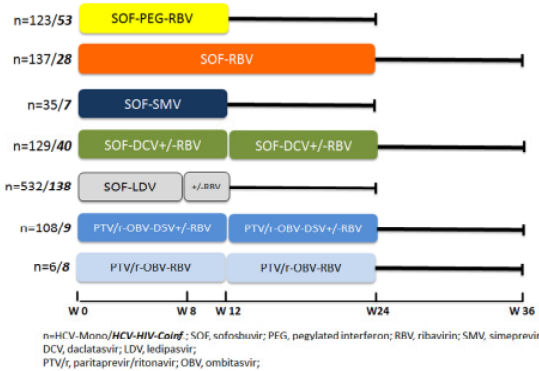 n=123/53 SOF-PEG-RBV
n=137/28 SOF-RBV
n=35/7 SOF-SMV
n=129/40 SOF-DCV+/-RBV SOF-DCV+/-RBV
n=532/138 SOF-LDV +/-RBV
n=108/9 PTV/r-OBV-DSV+/-RBV PTV/r-OBV-DSV+/-RBV
n=6/8 PTV/r-OBV-RBV PTV/r-OBV-RBV
W 0 W 8 W 12 W24 W 36
n=HCV-Mono/HCV-HIV-Coinf.; SOF, sofosbuvir; PEG, pegylated interferon; RBV, ribavirin; SMV, simeprevir
DCV, daclatasvir; LDV, ledipasvir;
PTV/r, paritaprevir/ritonavir; OBV, ombitasvir;